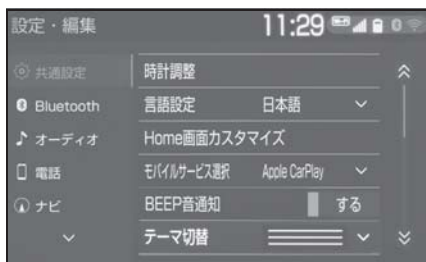 設定・編集
11:29
共通設定
Bluetooth
オーディオ
電話
ナビ
時計調整
言語設定 日本語
Home画面カスタマイズ
モバイルサービス選択 Apple CarPlay
BEEP音通知 する
テーマ切替